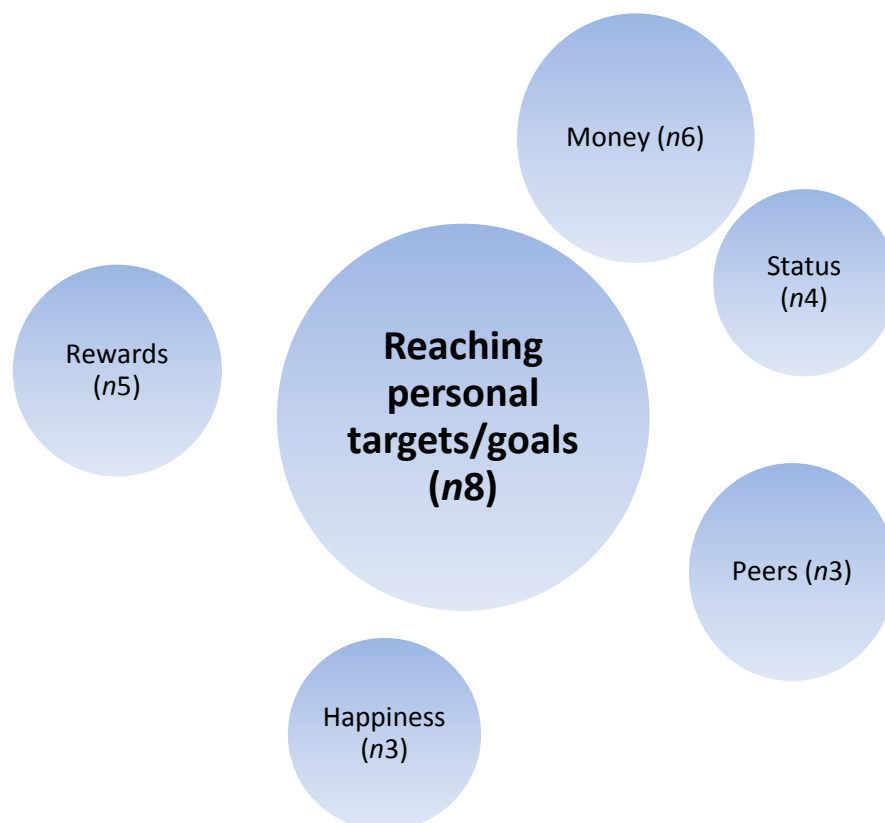 Money (n6)
Status
(n4)
Rewards
(n5)
Reaching
personal
targets/goals
(n8)
Peers (n3)
Happiness
(n3)